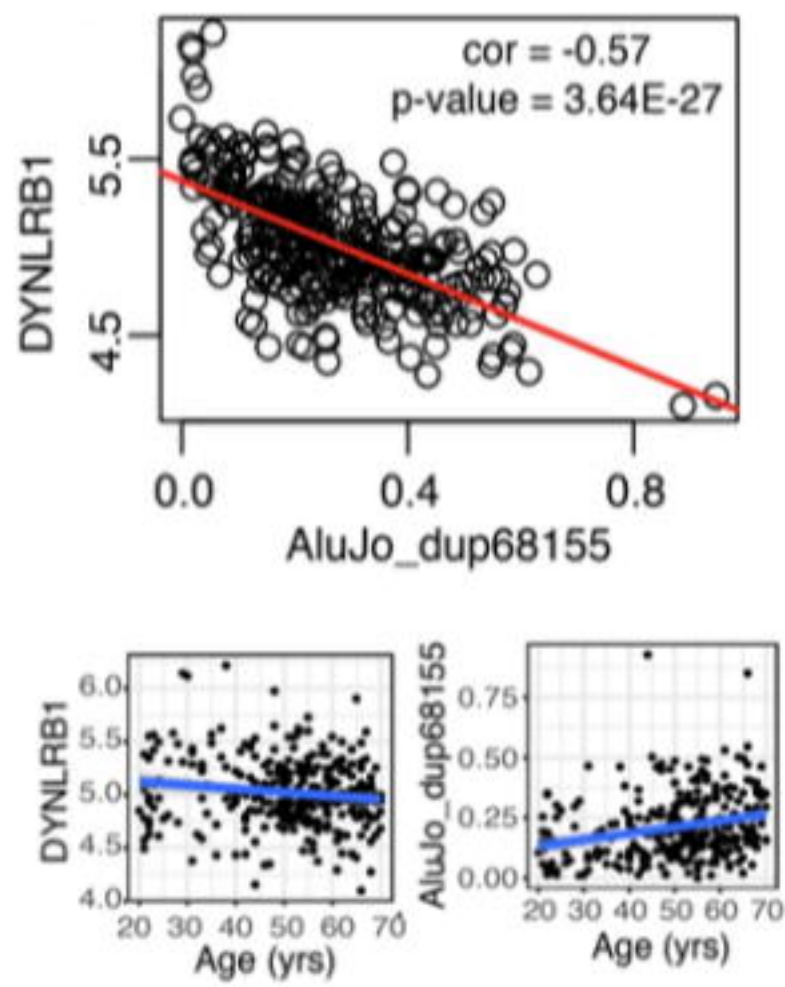 cor = -0.57
p-value = 3.64E-27
DYNLRB1
5.5
4.5
0.0 0.4 0.8
AluJo_dup68155
DYNLRB1
6.0
5.5
5.0
4.5
4.0
20 30 40 50 60 70
Age (yrs)
AluJo_dup68155
0.75
0.50
0.25
0.00
20 30 40 50 60 70
Age (yrs)